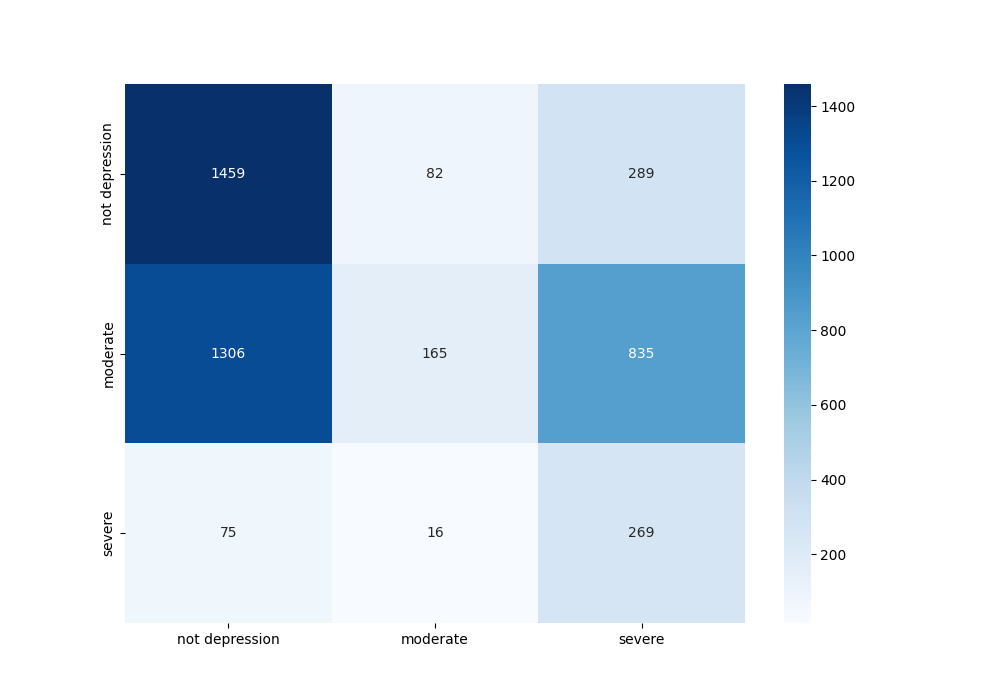 not depression 1459 82 289
moderate 1306 165 835
severe 75 16 269
not depression moderate severe
1400
1200
1000
800
600
400
200